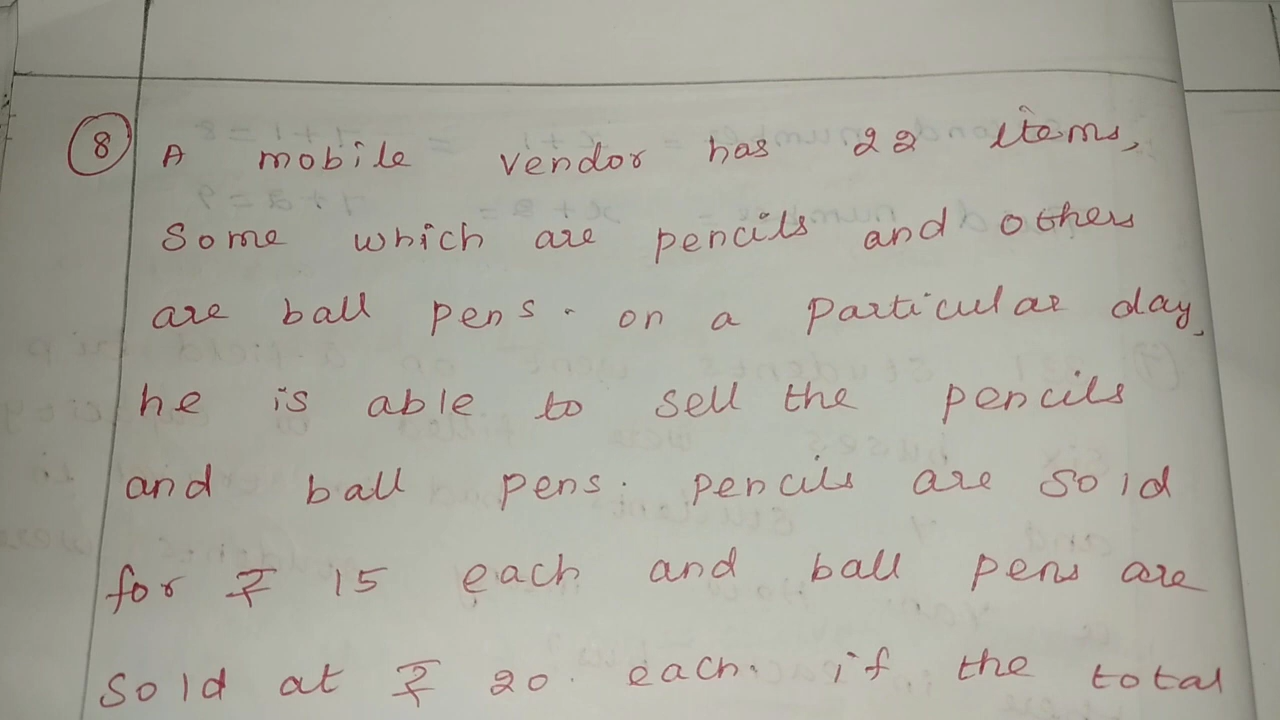 8 A mobile vendor has 22 items,
Some which are pencils and others
are ball pens. on a particular day,
he is able to sell the pencils
and ball pens. pencils are sold
for ₹ 15 each and ball pens are
sold at ₹ 20 each. if the total